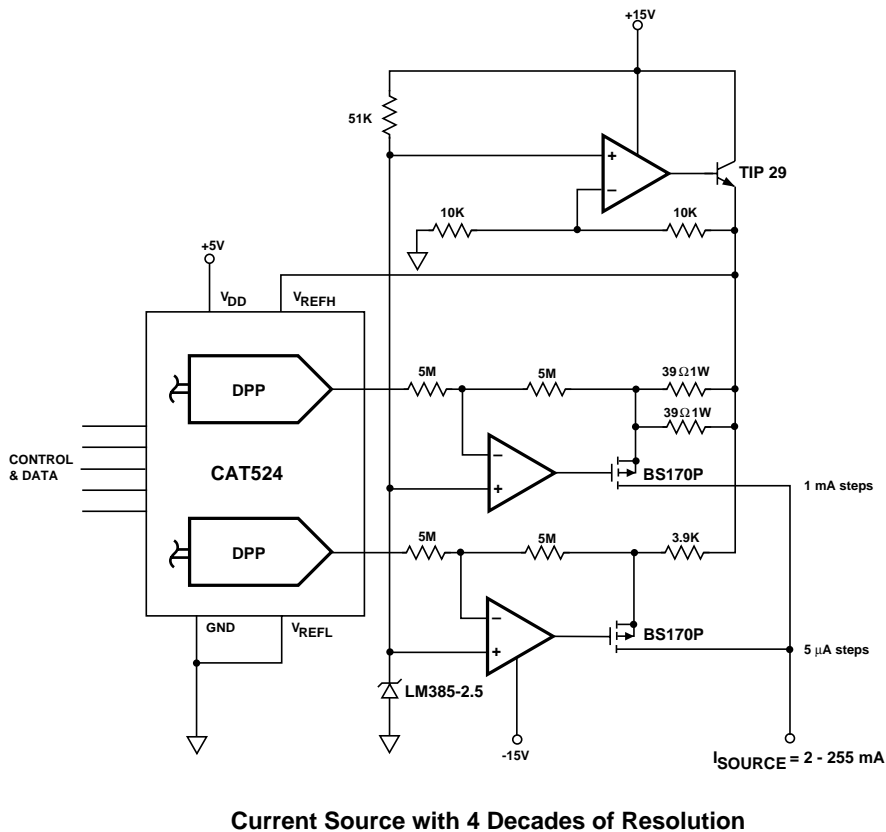 +15V
51K
+
−
TIP 29
10K
10K
+5V
VDD
VREFH
39Ω1W
5M
5M
DPP
39Ω1W
−
+
BS170P
CONTROL
& DATA
CAT524
1 mA steps
5M
5M
3.9K
DPP
−
+
GND
VREFL
BS170P
5 μA steps
LM385-2.5
-15V
ISOURCE = 2 - 255 mA
Current Source with 4 Decades of Resolution